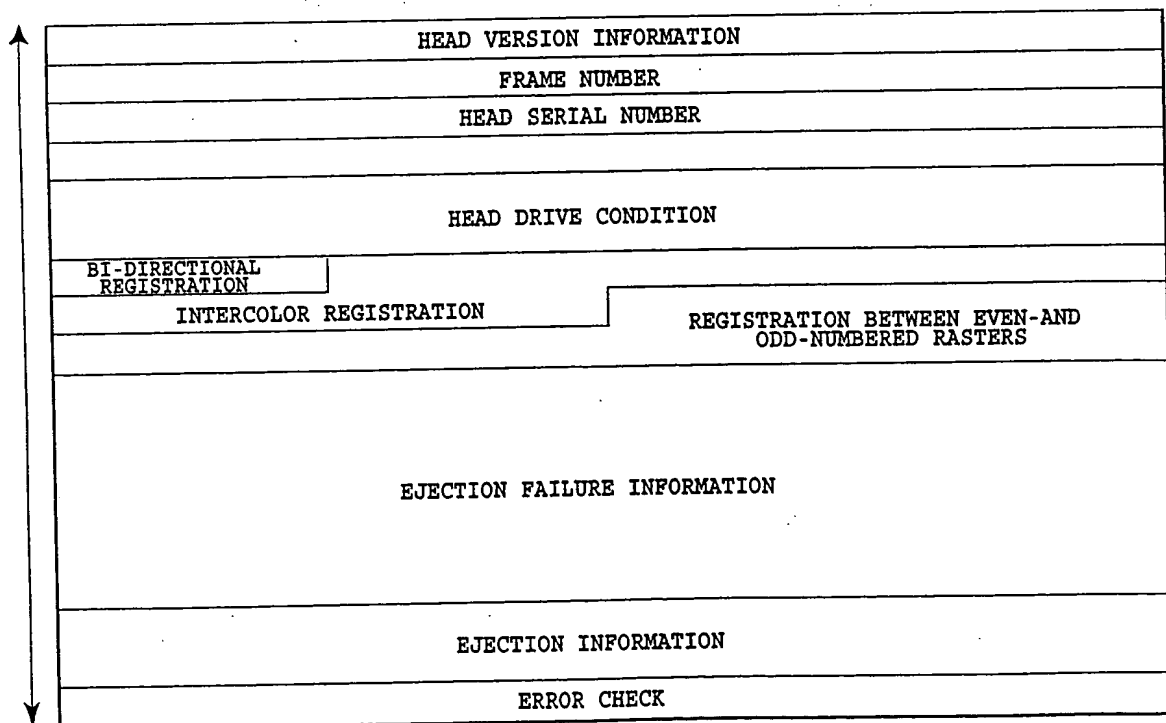 HEAD VERSION INFORMATION
FRAME NUMBER
HEAD SERIAL NUMBER
HEAD DRIVE CONDITION
BI-DIRECTIONAL
REGISTRATION
INTERCOLOR REGISTRATION
REGISTRATION BETWEEN EVEN-AND
ODD-NUMBERED RASTERS
EJECTION FAILURE INFORMATION
EJECTION INFORMATION
ERROR CHECK